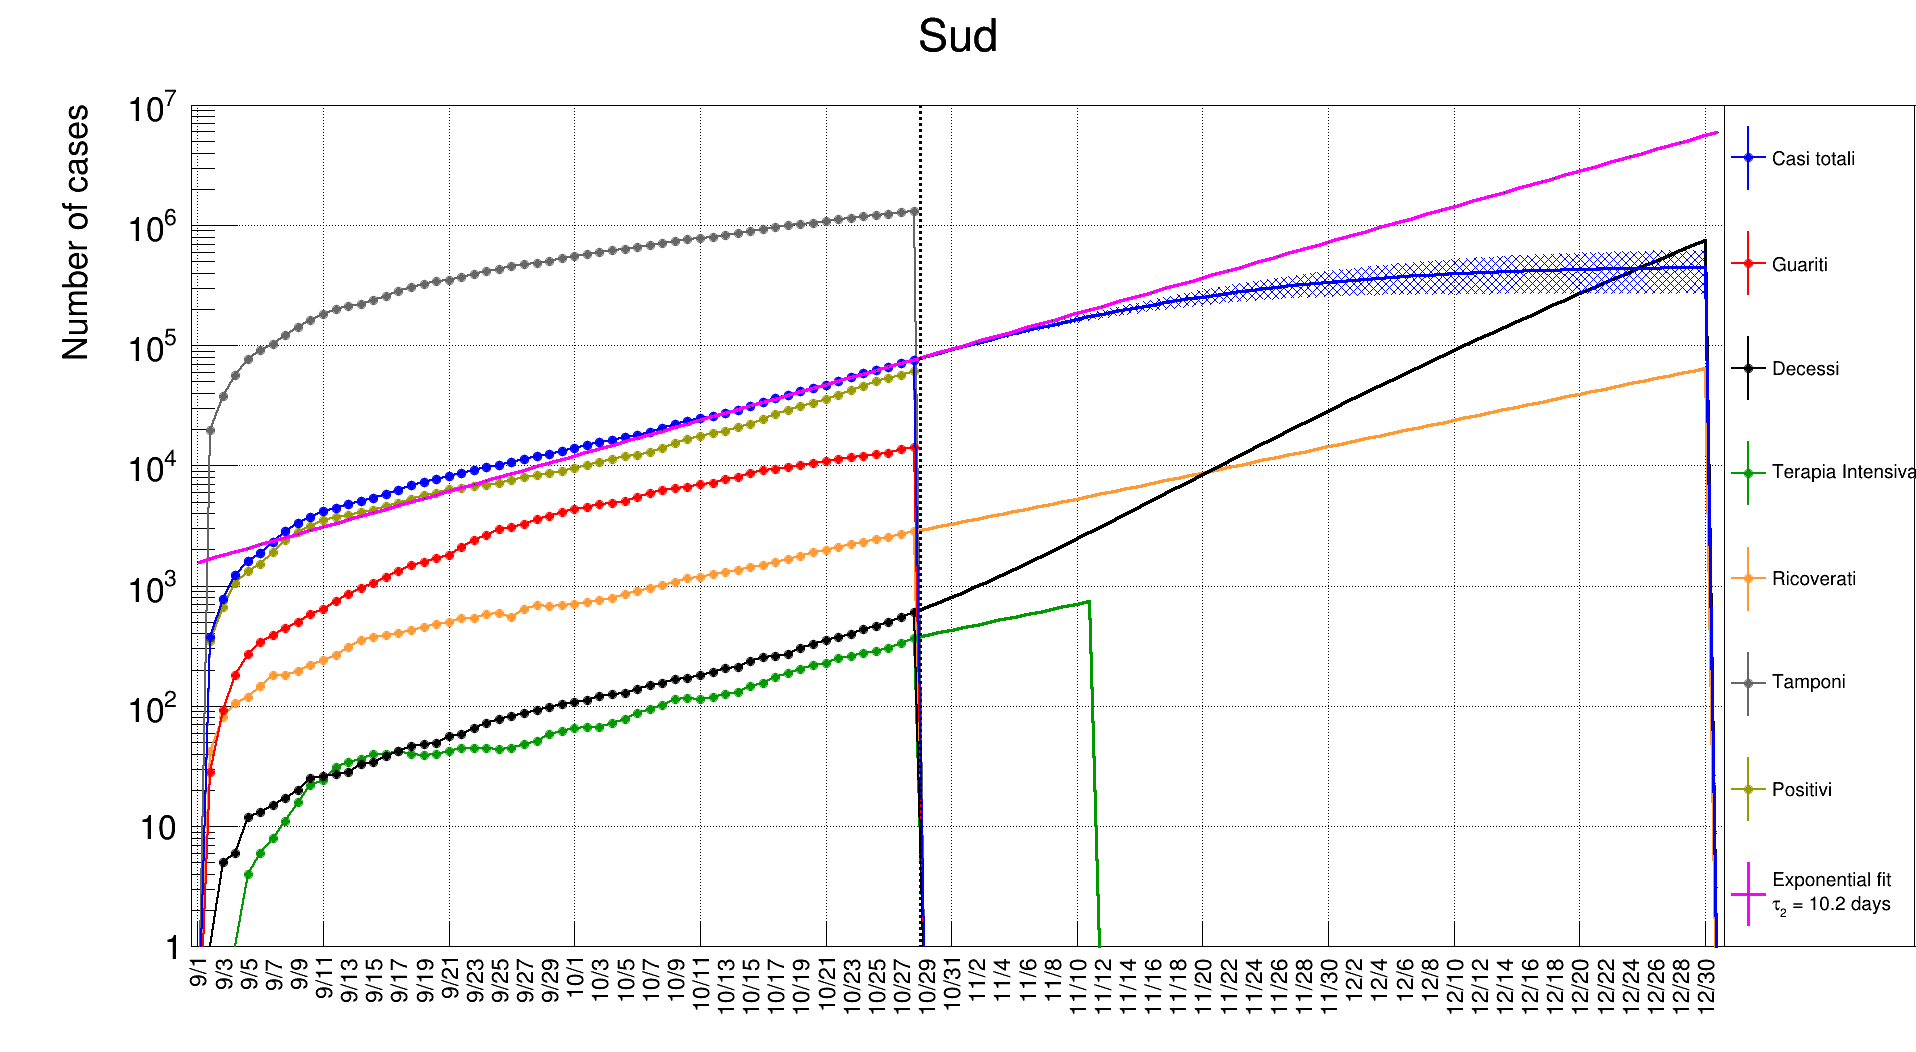 Sud
Number of cases
10^7
10^6
10^5
10^4
10^3
10^2
10
1
9/1 9/3 9/5 9/7 9/9 9/11 9/13 9/15 9/17 9/19 9/21 9/23 9/25 9/27 9/29 10/1 10/3 10/5 10/7 10/9 10/11 10/13 10/15 10/17 10/19 10/21 10/23 10/25 10/27 10/29 10/31 11/2 11/4 11/6 11/8 11/10 11/12 11/14 11/16 11/18 11/20 11/22 11/24 11/26 11/28 11/30 12/2 12/4 12/6 12/8 12/10 12/12 12/14 12/16 12/18 12/20 12/22 12/24 12/26 12/28 12/30
Casi totali
Guariti
Decessi
Terapia Intensiva
Ricoverati
Tamponi
Positivi
Exponential fit
τ_2 = 10.2 days